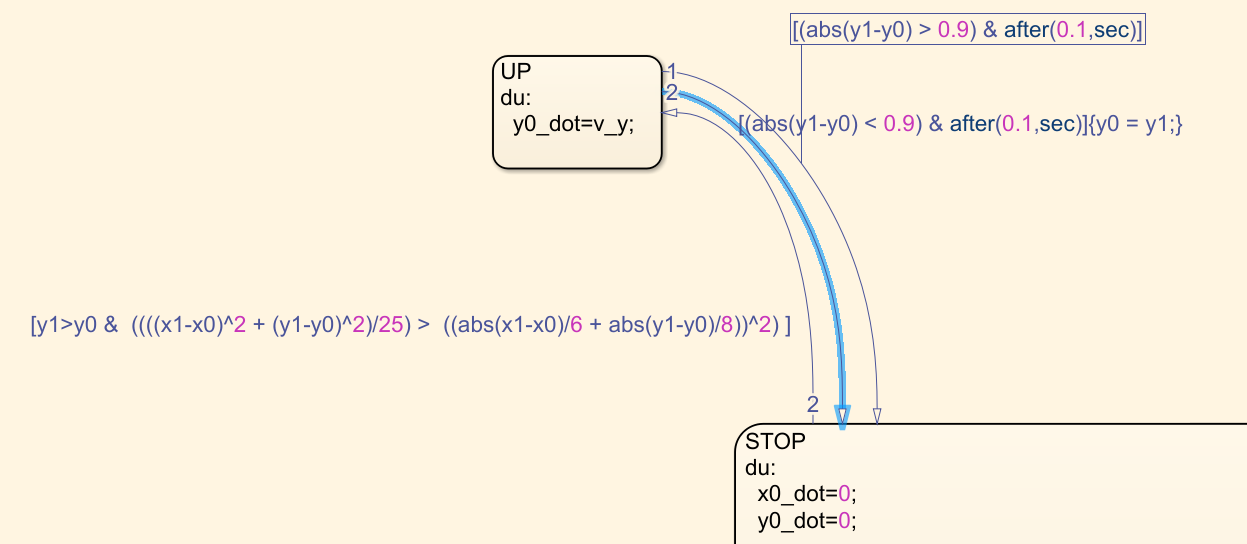 [(abs(y1-y0) > 0.9) & after(0.1,sec)]
UP
1
du:
2
y0_dot=v_y;
[(abs(y1-y0) < 0.9) & after(0.1,sec)]{y0 = y1;}
[y1>y0 &  ((((x1-x0)^2 + (y1-y0)^2)/25) >  ((abs(x1-x0)/6 + abs(y1-y0)/8))^2) ]
2
STOP
du:
x0_dot=0;
y0_dot=0;